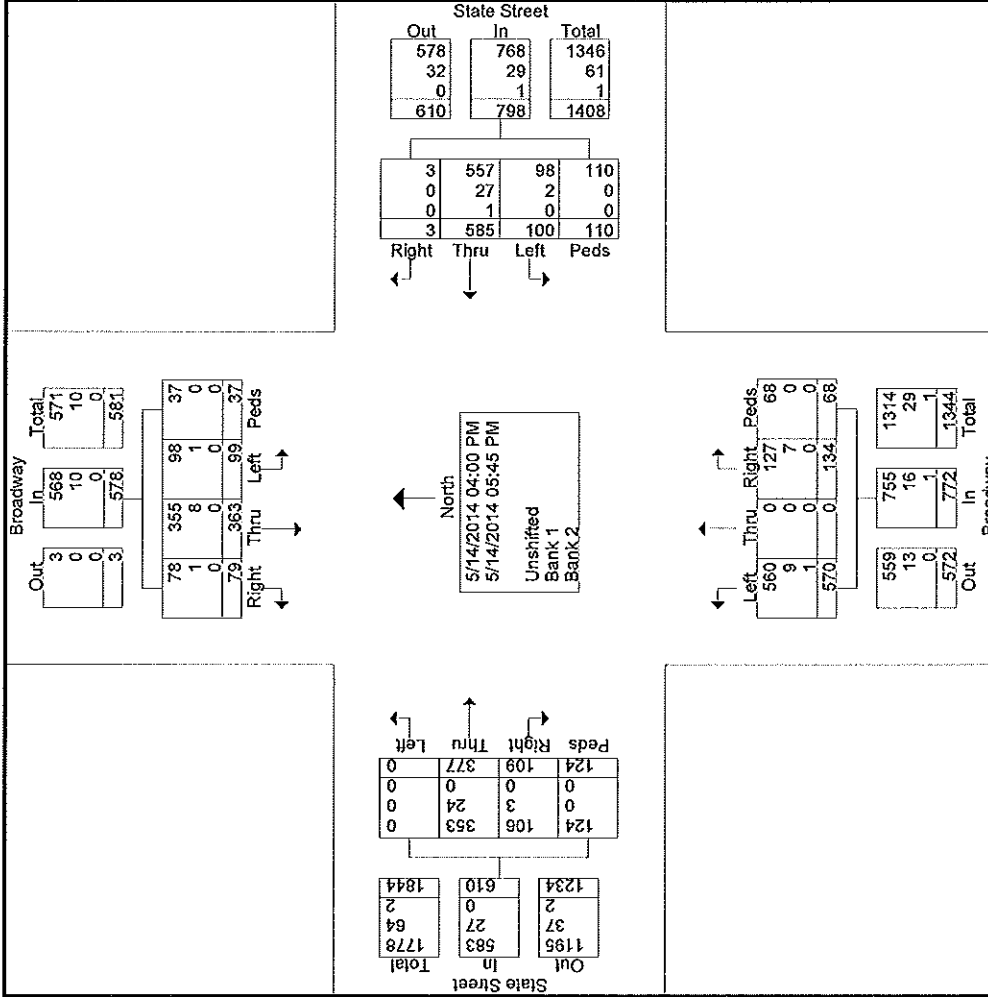 State Street
Out In Total
578 768 1346
32 29 61
0 1 1
610 798 1408
3 557 98 110
0 27 2 0
0 1 0 0
3 585 100 110
Right Thru Left Peds
Broadway
Out In Total
3 568 571
0 10 10
0 0 0
3 578 581
78 355 98 37
1 8 1 0
0 0 0 0
79 363 99 37
Right Thru Left Peds
North
5/14/2014 04:00 PM
5/14/2014 05:45 PM
Unshifted
Bank 1
Bank 2
Left Thru Right Peds
560 0 127 68
9 0 7 0
1 0 0 0
570 0 134 68
559 755 1314
13 16 29
0 1 1
572 772 1344
Out In Total
Broadway
Left Thru Right Peds
0 377 109 124
0 0 0 0
0 24 3 0
0 353 106 124
1844 610 1234
2 0 2
64 27 37
1778 583 1195
Total In Out
State Street